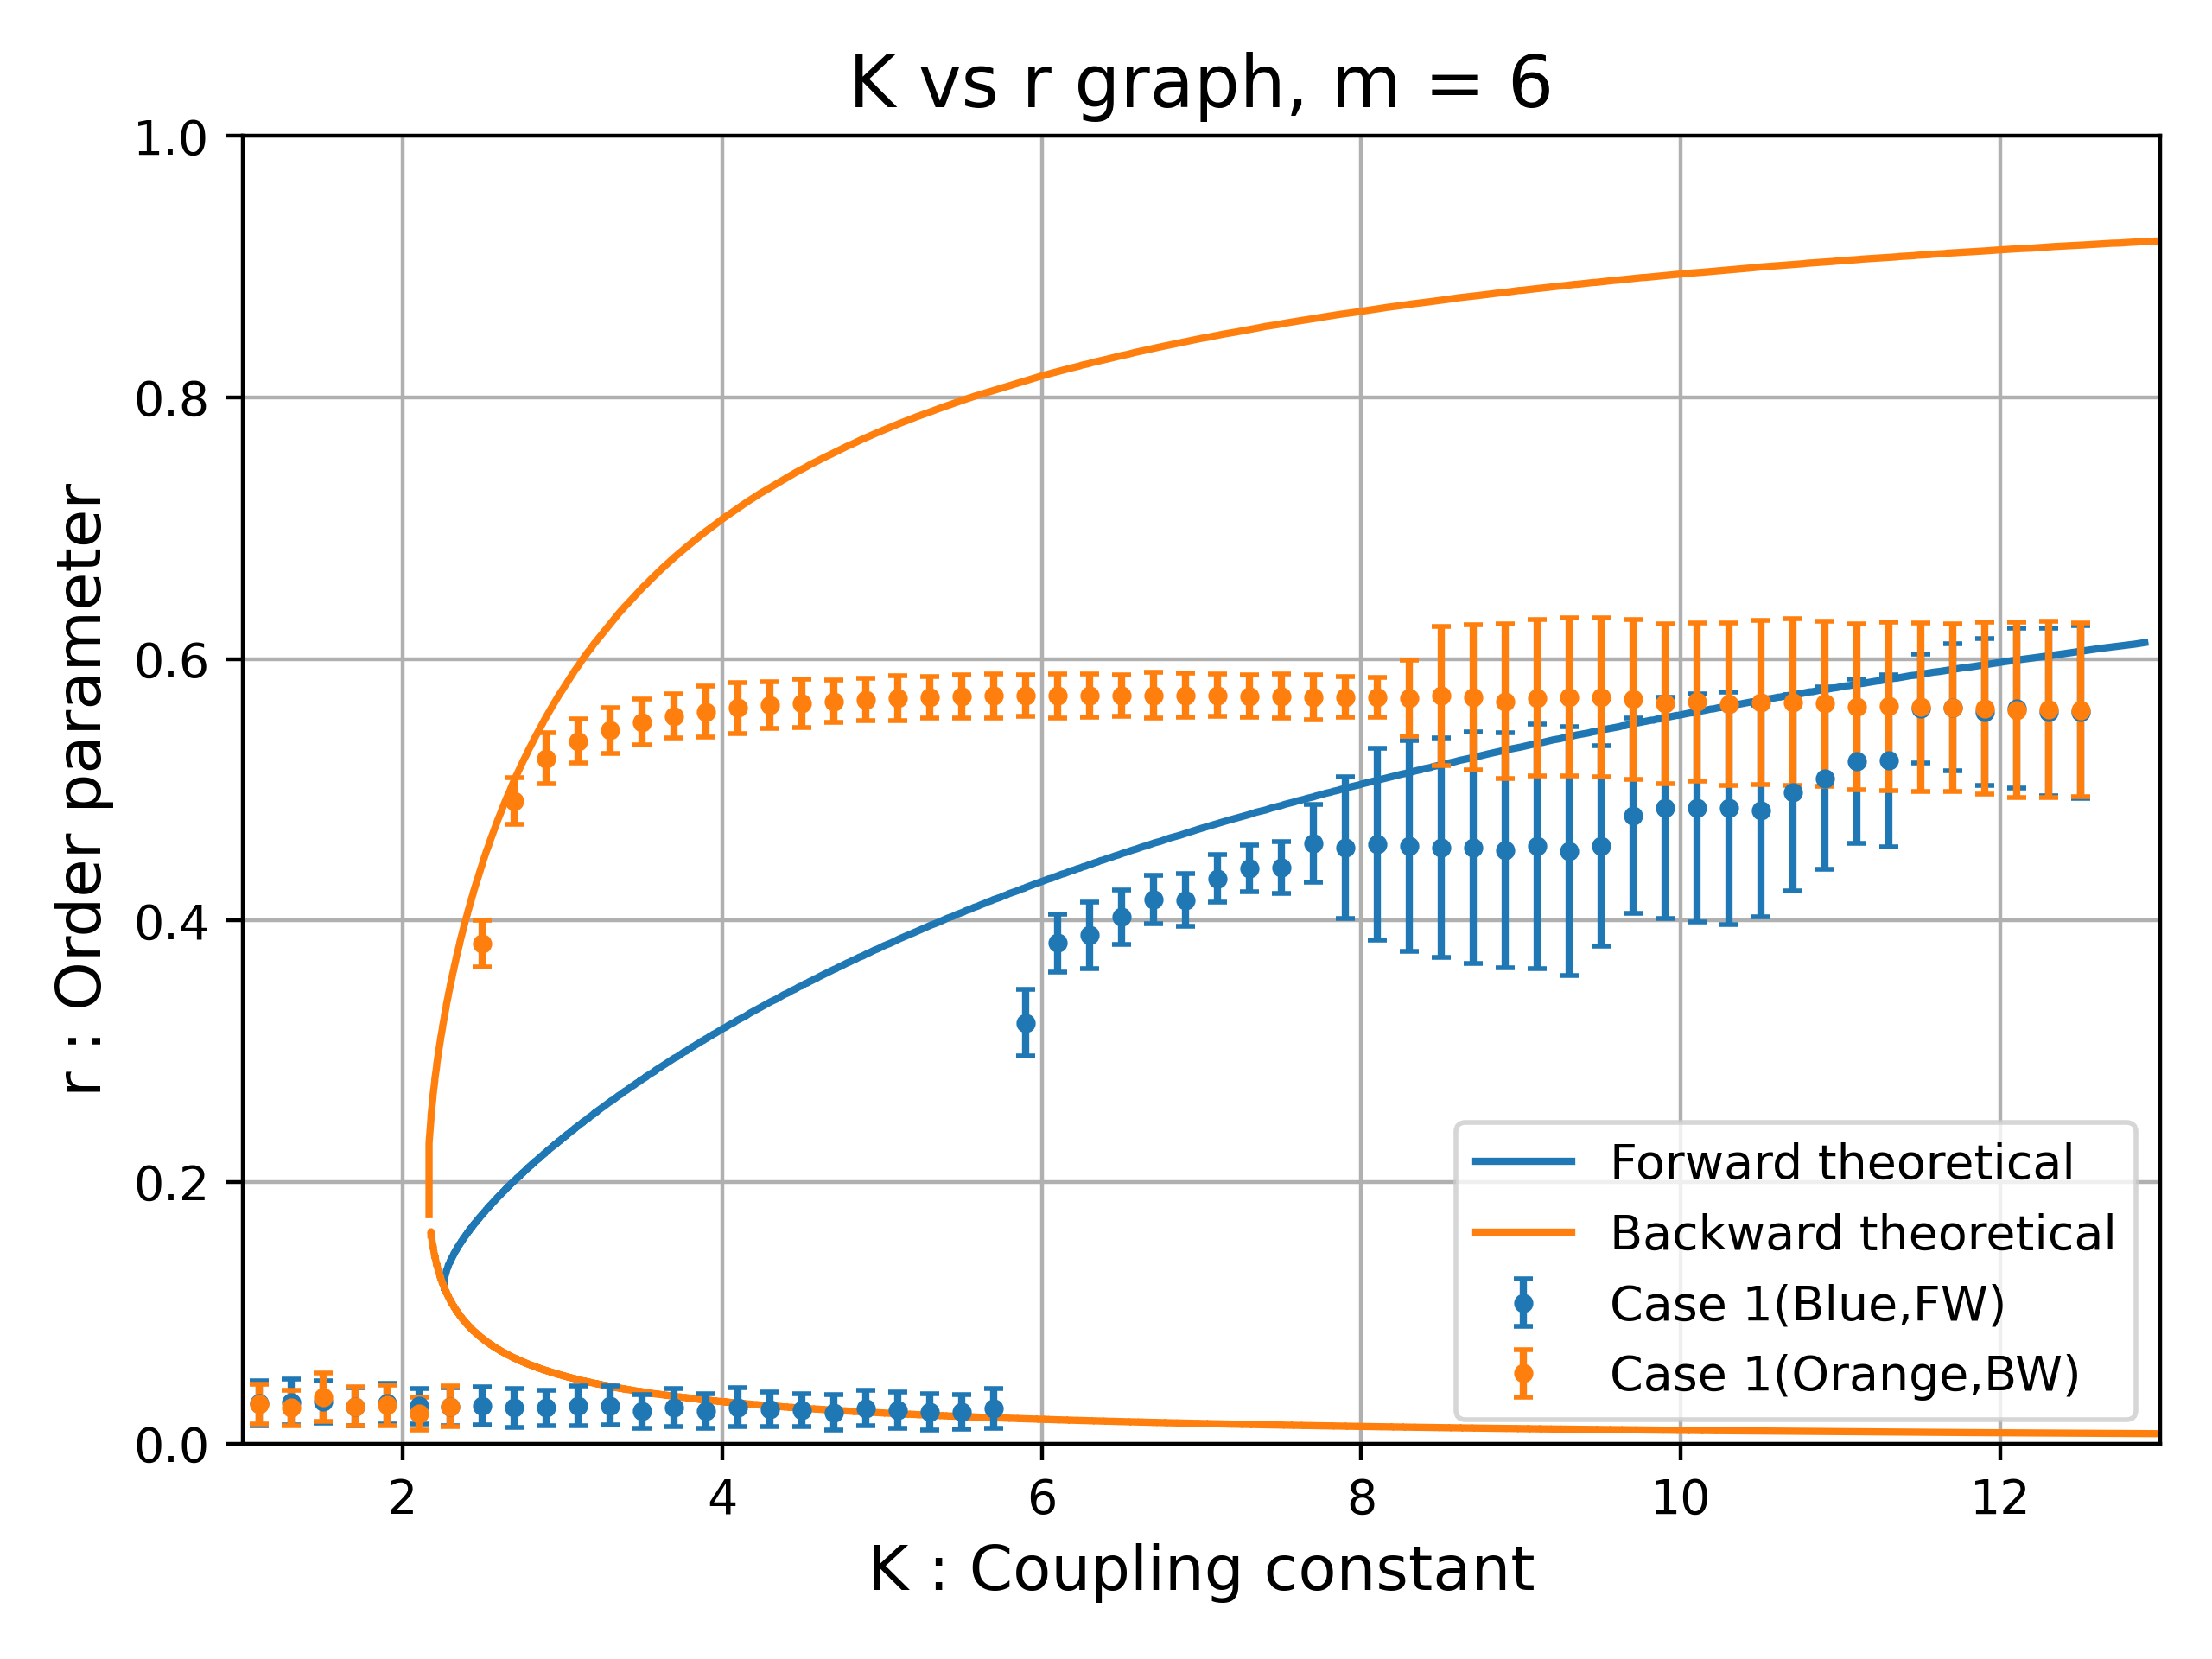 K vs r graph, m = 6
1.0
0.8
0.6
0.4
0.2
0.0
r : Order parameter
2 4 6 8 10 12
K : Coupling constant
Forward theoretical
Backward theoretical
Case 1(Blue,FW)
Case 1(Orange,BW)